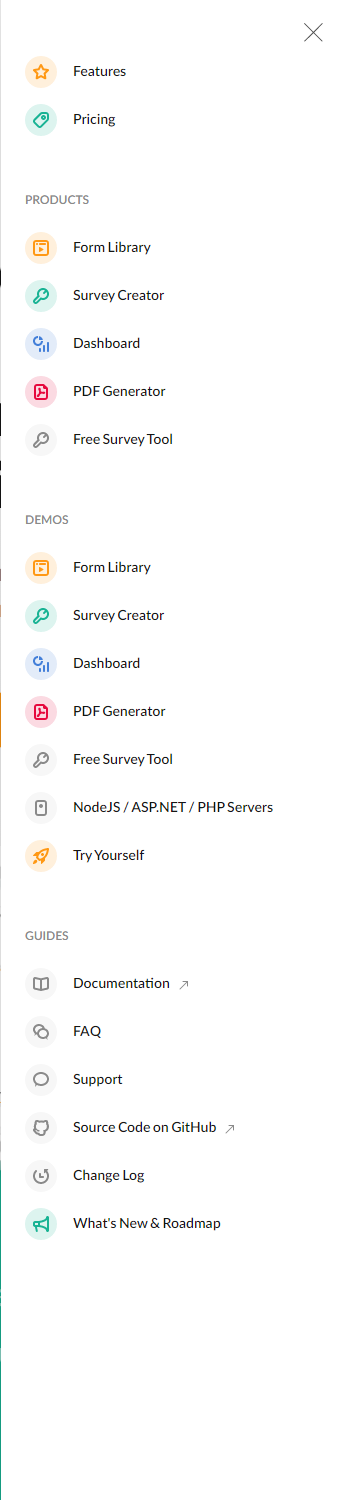 Features
Pricing
PRODUCTS
Form Library
Survey Creator
Dashboard
PDF Generator
Free Survey Tool
DEMOS
Form Library
Survey Creator
Dashboard
PDF Generator
Free Survey Tool
NodeJS / ASP.NET / PHP Servers
Try Yourself
GUIDES
Documentation
FAQ
Support
Source Code on GitHub
Change Log
What's New & Roadmap